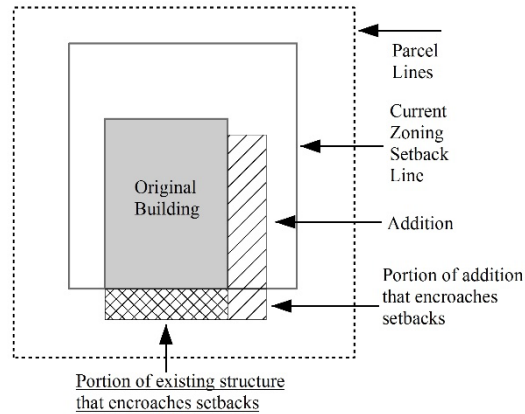 Parcel
Lines
Current
Zoning
Setback
Line
Original
Building
Addition
Portion of addition
that encroaches
setbacks
Portion of existing structure
that encroaches setbacks